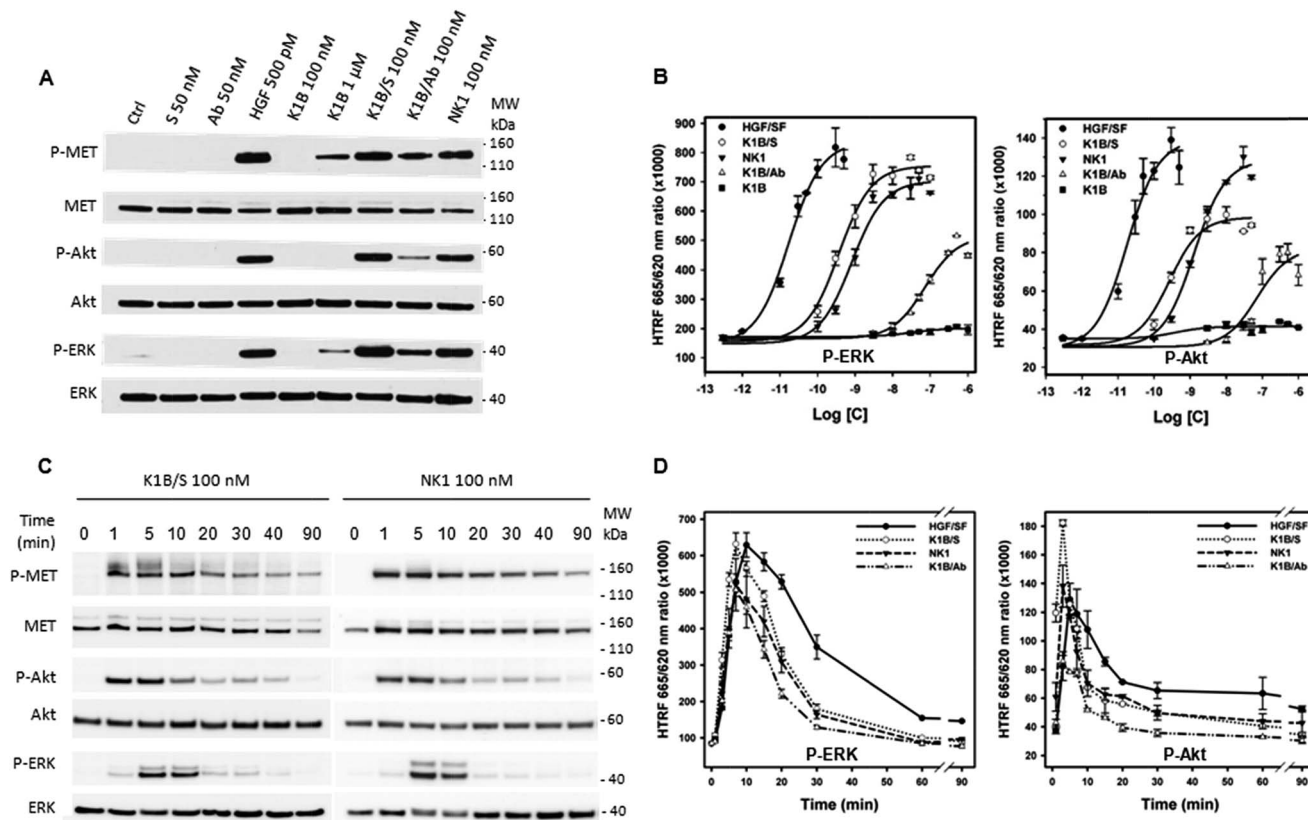 A
Ctrl
S 50 nM
Ab 50 nM
HGF 500 pM
K1B 100 nM
K1B 1 µM
K1B/S 100 nM
K1B/Ab 100 nM
NK1 100 nM
MW
kDa
P-MET
- 160
- 110
MET
- 160
- 110
P-Akt
- 60
Akt
- 60
P-ERK
- 40
ERK
- 40
B
HTRF 665/620 nm ratio (x1000)
900
800
700
600
500
400
300
200
100
HGF/SF
K1B/S
NK1
K1B/Ab
K1B
P-ERK
-13 -12 -11 -10 -9 -8 -7 -6
Log [C]
HTRF 665/620 nm ratio (x1000)
140
120
100
80
60
40
20
HGF/SF
K1B/S
NK1
K1B/Ab
K1B
P-Akt
-13 -12 -11 -10 -9 -8 -7 -6
Log [C]
C
K1B/S 100 nM
NK1 100 nM
Time
(min)
0 1 5 10 20 30 40 90
0 1 5 10 20 30 40 90
MW
kDa
P-MET
- 160
- 110
MET
- 160
- 110
P-Akt
- 60
Akt
- 60
P-ERK
- 40
ERK
- 40
D
HTRF 665/620 nm ratio (x1000)
700
600
500
400
300
200
100
HGF/SF
K1B/S
NK1
K1B/Ab
P-ERK
0 10 20 30 40 50 60 90
Time (min)
HTRF 665/620 nm ratio (x1000)
180
160
140
120
100
80
60
40
20
HGF/SF
K1B/S
NK1
K1B/Ab
P-Akt
0 10 20 30 40 50 60 90
Time (min)